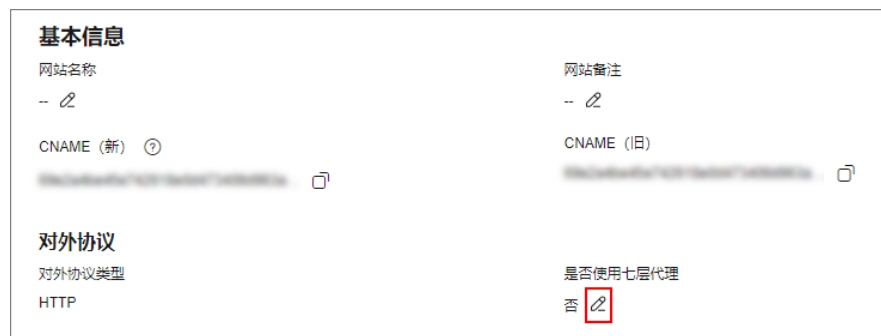 基本信息
网站名称
网站备注
--
--
CNAME（新）
CNAME（旧）
对外协议
对外协议类型
是否使用七层代理
HTTP
否